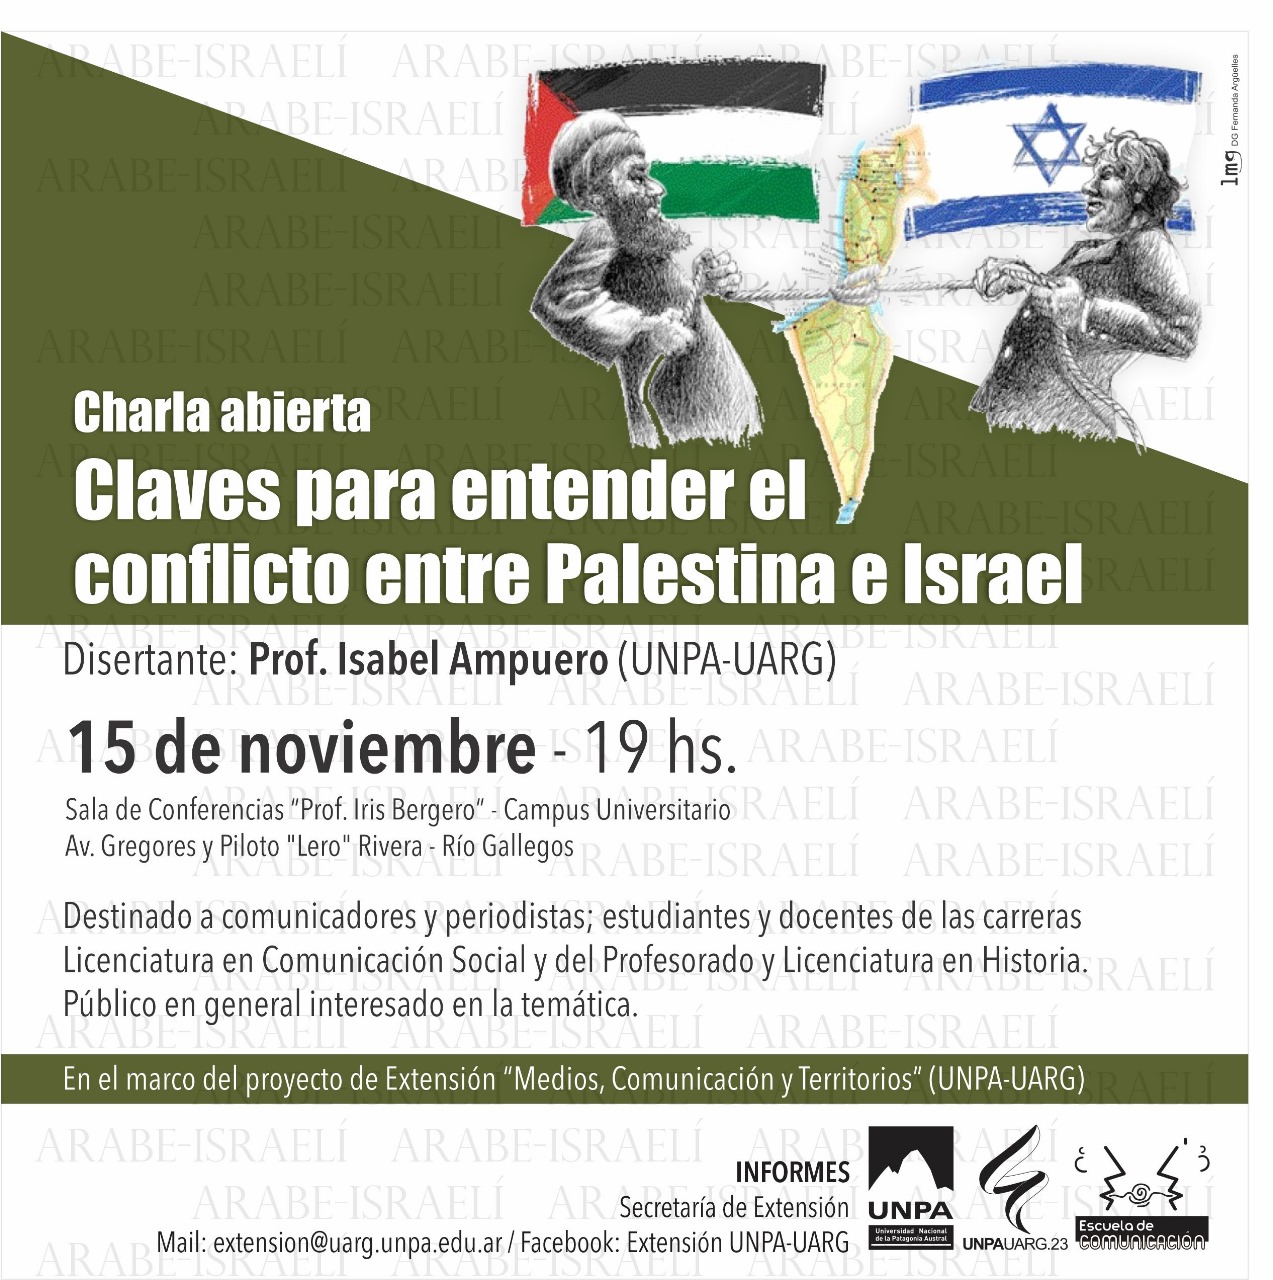 lmg DG Fernanda Argüelles
Charla abierta
Claves para entender el
conflicto entre Palestina e Israel
Disertante: Prof. Isabel Ampuero (UNPA-UARG)
15 de noviembre - 19 hs.
Sala de Conferencias “Prof. Iris Bergero” - Campus Universitario
Av. Gregores y Piloto "Lero" Rivera - Río Gallegos
Destinado a comunicadores y periodistas; estudiantes y docentes de las carreras
Licenciatura en Comunicación Social y del Profesorado y Licenciatura en Historia.
Público en general interesado en la temática.
En el marco del proyecto de Extensión “Medios, Comunicación y Territorios” (UNPA-UARG)
INFORMES
Secretaría de Extensión
Mail: extension@uarg.unpa.edu.ar / Facebook: Extensión UNPA-UARG
UNPA
Universidad Nacional
de la Patagonia Austral
UNPAUARG.23
Escuela de
comunicación
ARABE-ISRAELÍ